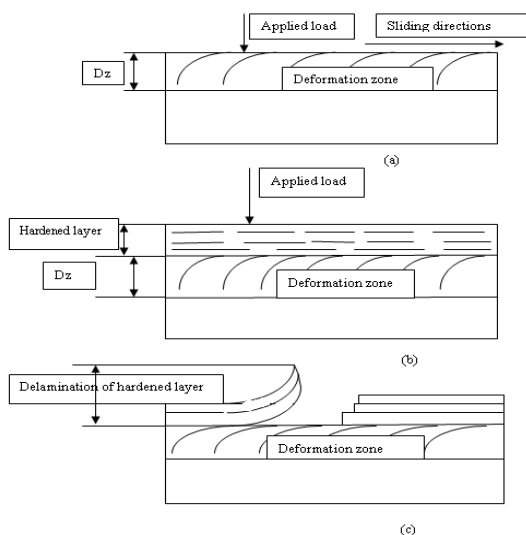 Applied load
Sliding directions
Dz
Deformation zone
(a)
Applied load
Hardened layer
Dz
Deformation zone
(b)
Delamination of hardened layer
Deformation zone
(c)